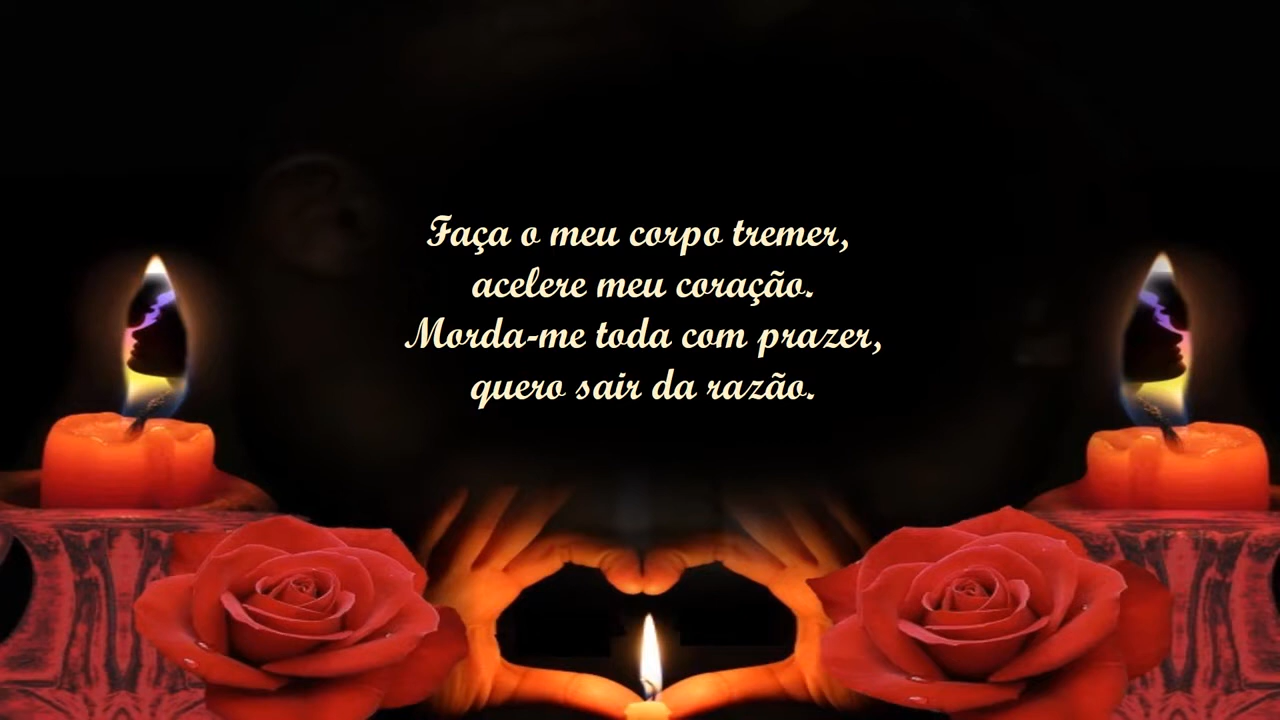 Faça o meu corpo tremer,
acelere meu coração.
Morda-me toda com prazer,
quero sair da razão.